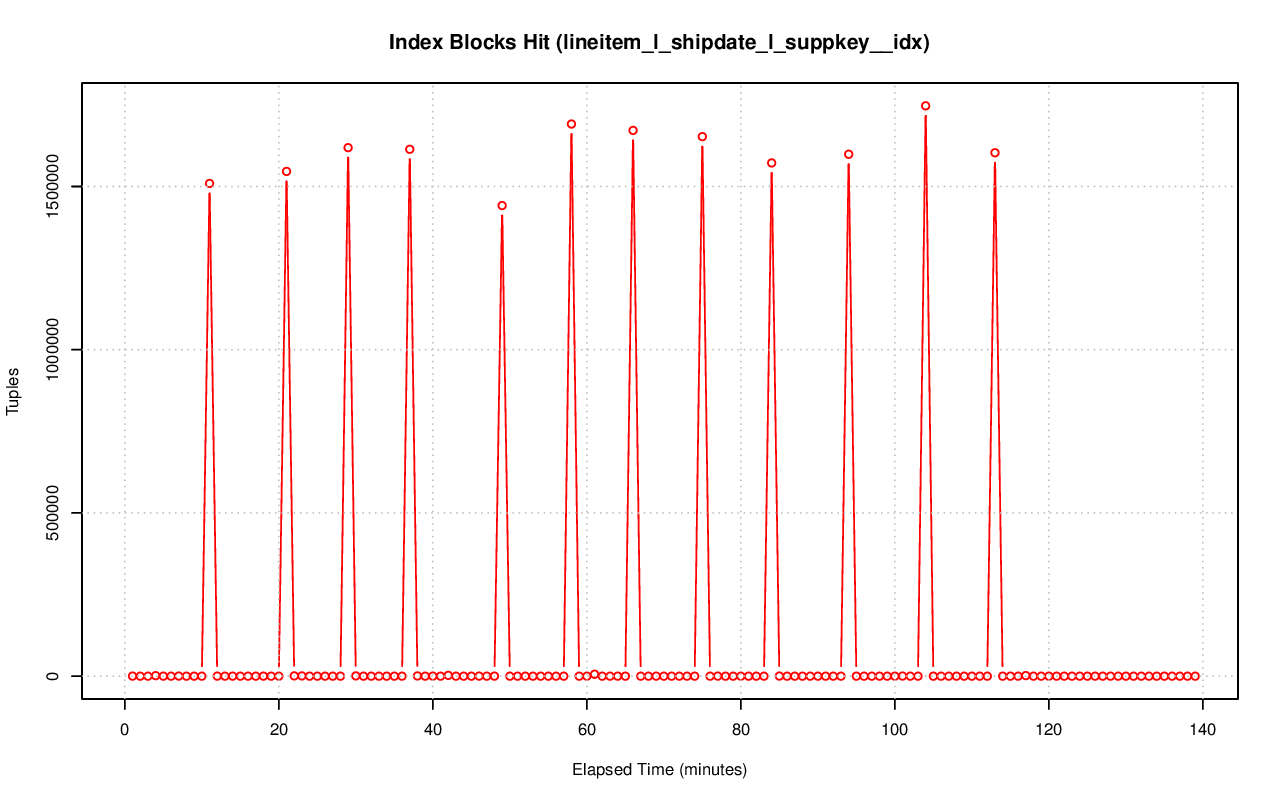 Index Blocks Hit (lineitem_l_shipdate_l_suppkey__idx)
Tuples
1500000
1000000
500000
0
0 20 40 60 80 100 120 140
Elapsed Time (minutes)